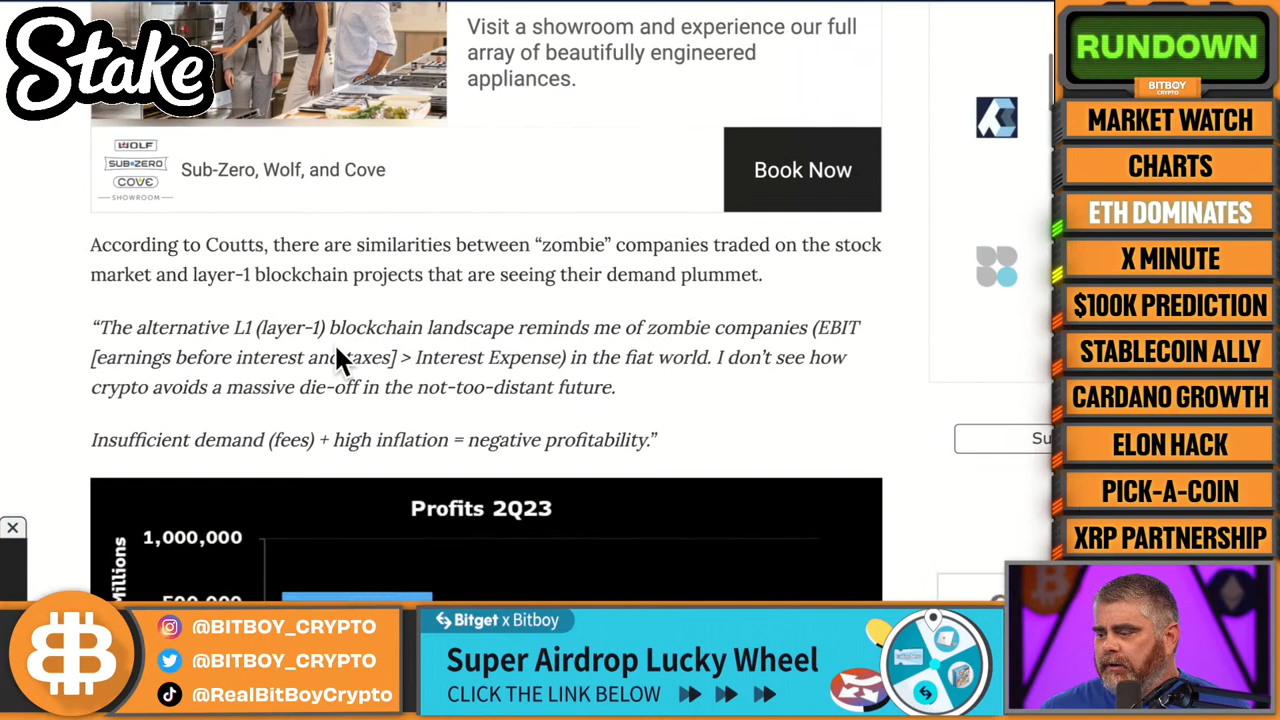 Stake
Visit a showroom and experience our full
array of beautifully engineered
appliances.
WOLF
SUB-ZERO
COVE
SHOWROOM
Sub-Zero, Wolf, and Cove
Book Now
According to Coutts, there are similarities between “zombie” companies traded on the stock
market and layer-1 blockchain projects that are seeing their demand plummet.
“The alternative L1 (layer-1) blockchain landscape reminds me of zombie companies (EBIT
[earnings before interest and taxes] > Interest Expense) in the fiat world. I don’t see how
crypto avoids a massive die-off in the not-too-distant future.
Insufficient demand (fees) + high inflation = negative profitability.”
Profits 2Q23
Millions
1,000,000
500,000
Su
RUNDOWN
BITBOY
CRYPTO
MARKET WATCH
CHARTS
ETH DOMINATES
X MINUTE
$100K PREDICTION
STABLECOIN ALLY
CARDANO GROWTH
ELON HACK
PICK-A-COIN
XRP PARTNERSHIP
@BITBOY_CRYPTO
@BITBOY_CRYPTO
@RealBitBoyCrypto
Bitget x Bitboy
Super Airdrop Lucky Wheel
CLICK THE LINK BELOW